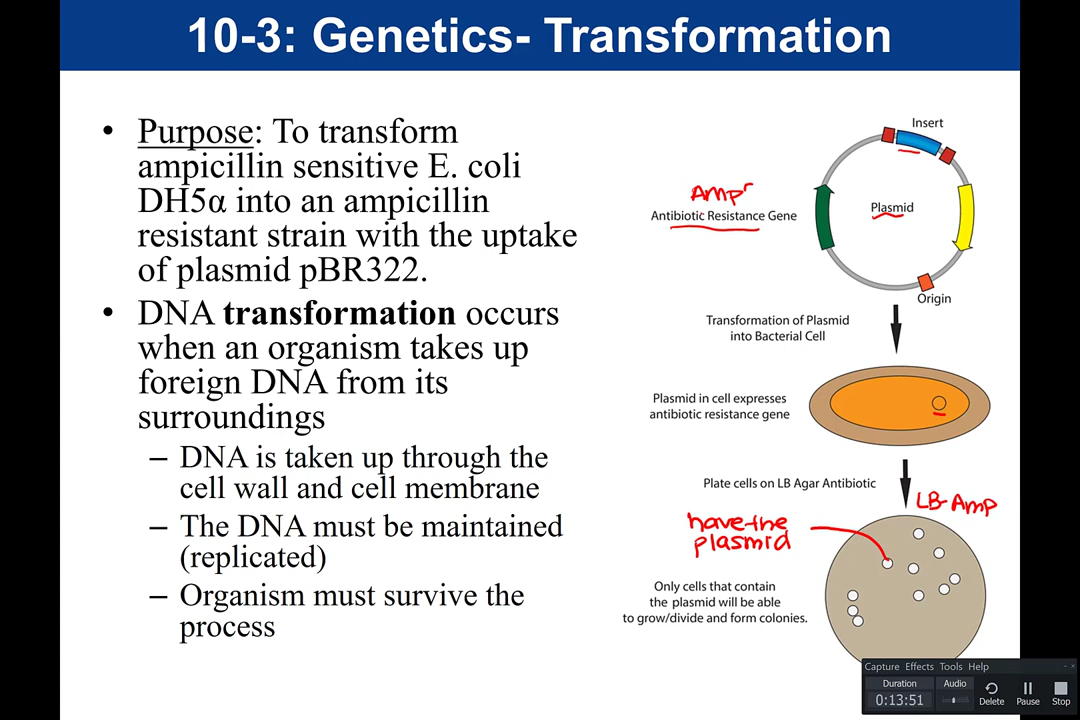 10-3: Genetics- Transformation
• Purpose: To transform
ampicillin sensitive E. coli
DH5α into an ampicillin
resistant strain with the uptake
of plasmid pBR322.
• DNA transformation occurs
when an organism takes up
foreign DNA from its
surroundings
– DNA is taken up through the
cell wall and cell membrane
– The DNA must be maintained
(replicated)
– Organism must survive the
process
Insert
Ampʳ
Antibiotic Resistance Gene
Plasmid
Origin
Transformation of Plasmid
into Bacterial Cell
Plasmid in cell expresses
antibiotic resistance gene
Plate cells on LB Agar Antibiotic
LB-Amp
have the
plasmid
Only cells that contain
the plasmid will be able
to grow/divide and form colonies.
Capture Effects Tools Help
Duration Audio
0:13:51 Delete Pause Stop